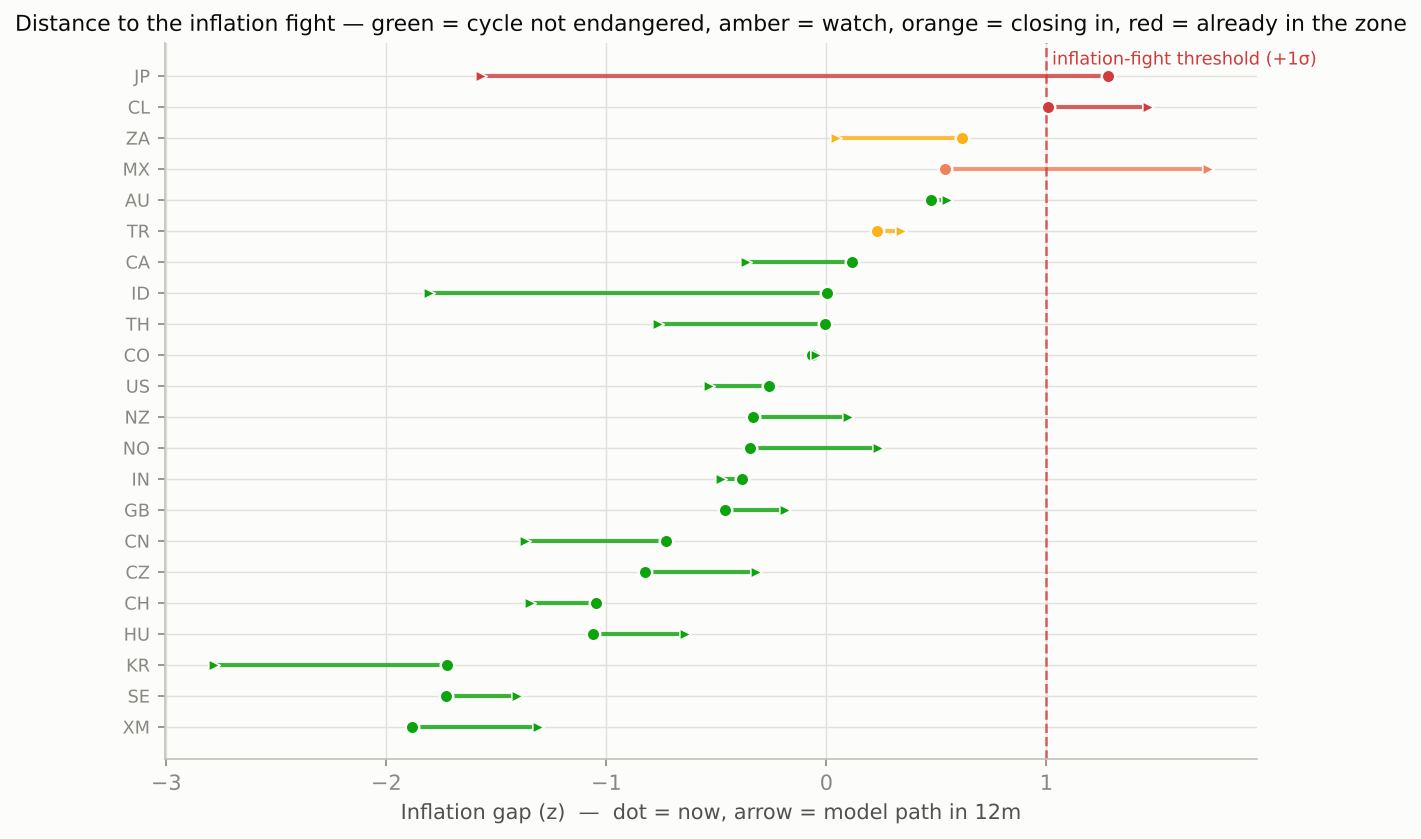 Distance to the inflation fight — green = cycle not endangered, amber = watch, orange = closing in, red = already in the zone
inflation-fight threshold (+1σ)
JP
CL
ZA
MX
AU
TR
CA
ID
TH
CO
US
NZ
NO
IN
GB
CN
CZ
CH
HU
KR
SE
XM
−3 −2 −1 0 1
Inflation gap (z) — dot = now, arrow = model path in 12m